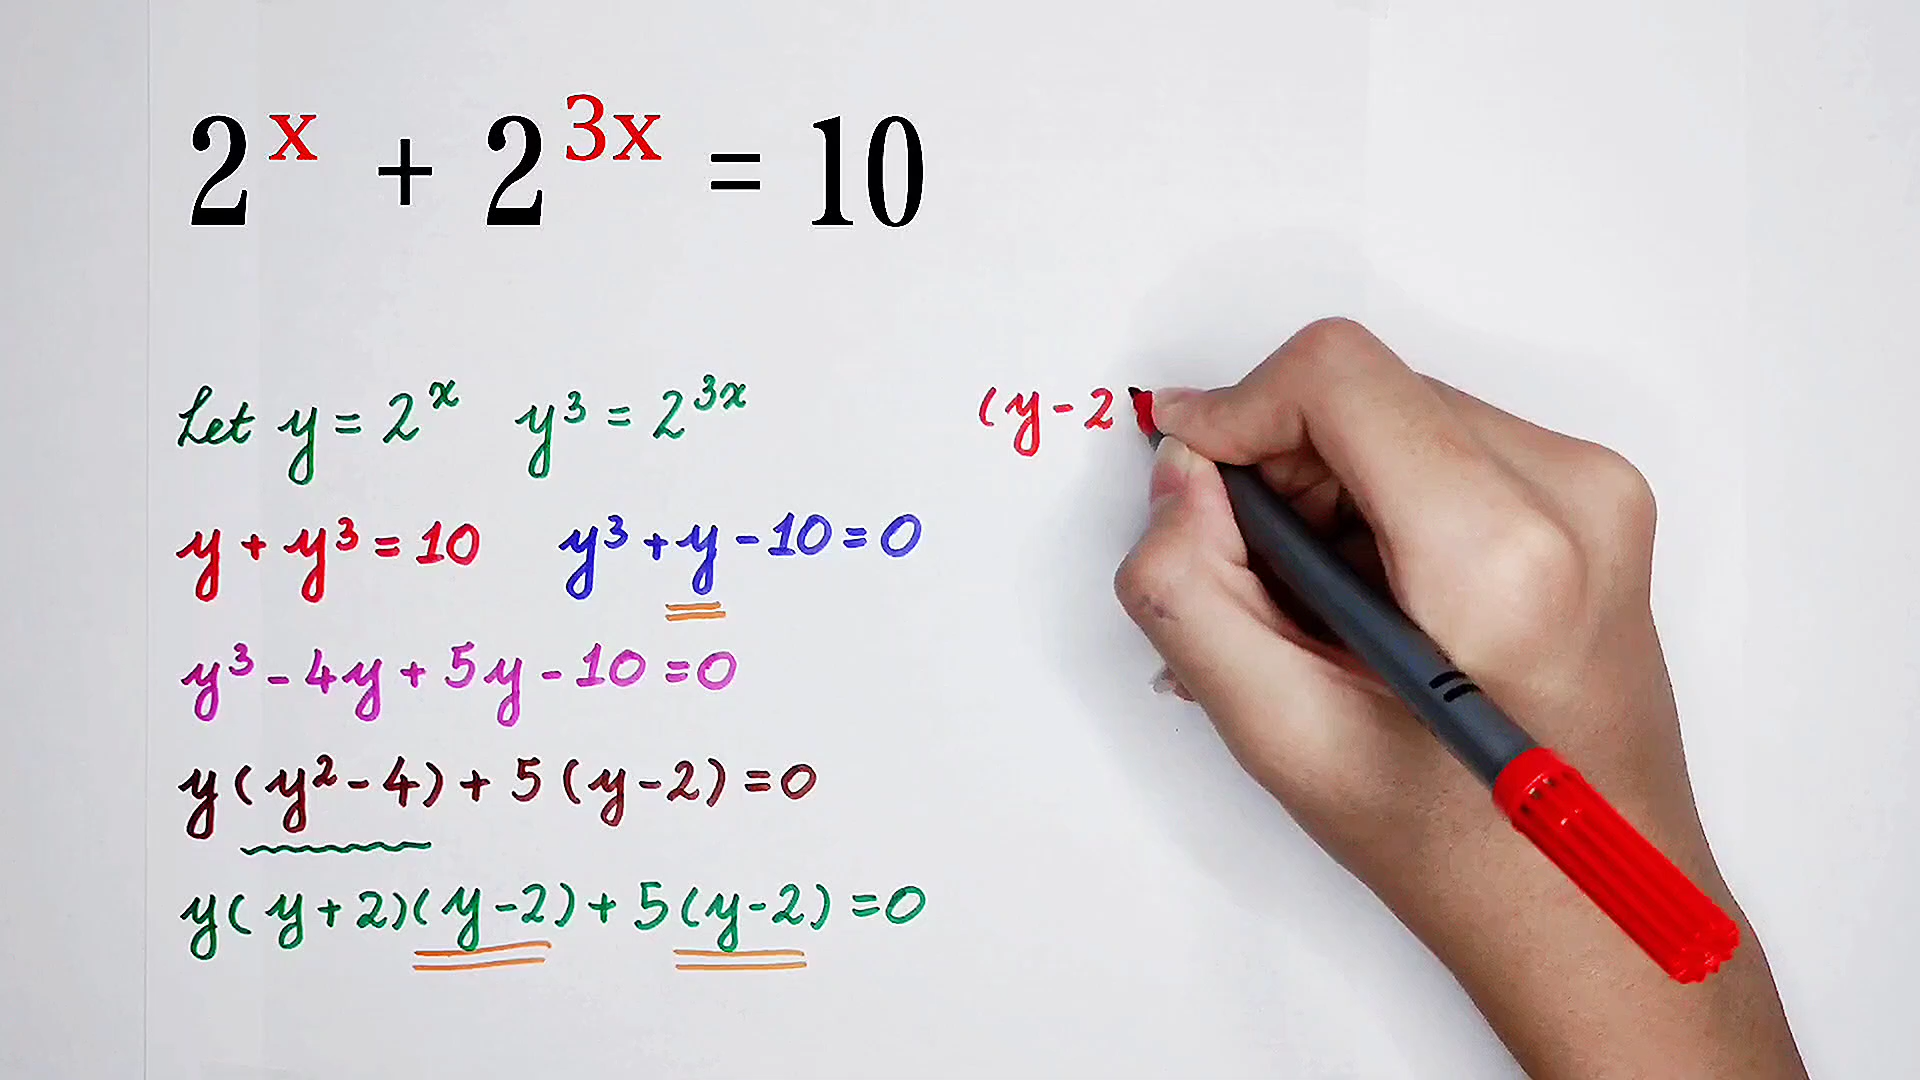 2^x + 2^{3x} = 10
Let y = 2^x y^3 = 2^{3x}
y + y^3 = 10 y^3 + y - 10 = 0
y^3 - 4y + 5y - 10 = 0
y(y^2 - 4) + 5(y - 2) = 0
y(y + 2)(y - 2) + 5(y - 2) = 0
(y - 2